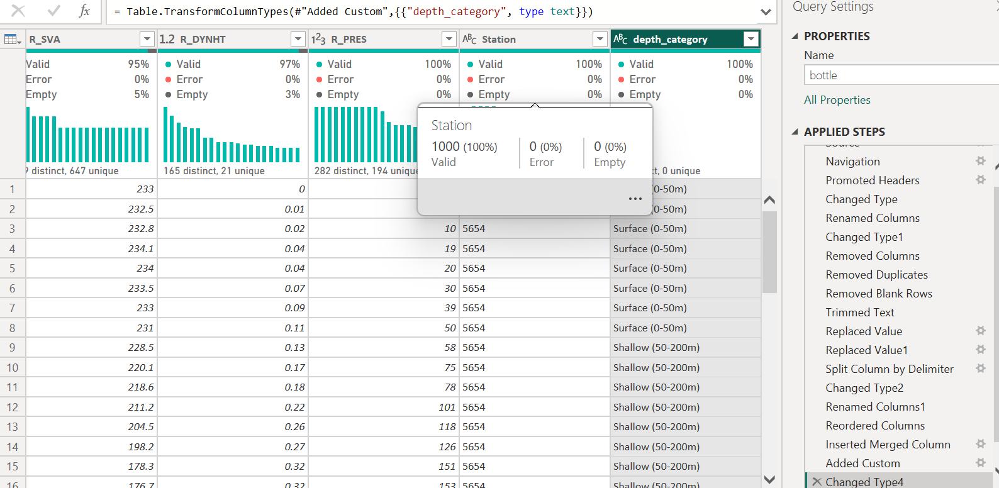 fx = Table.TransformColumnTypes(#"Added Custom",{{"depth_category", type text}})
R_SVA 1.2 R_DYNHT 1²3 R_PRES ABC Station ABC depth_category
Valid 95% Valid 97% Valid 100% Valid 100% Valid 100%
Error 0% Error 0% Error 0% Error 0% Error 0%
Empty 5% Empty 3% Empty 0% Empty 0% Empty 0%
distinct, 647 unique 165 distinct, 21 unique 282 distinct, 194 unique , 0 unique
Station
1000 (100%) 0 (0%) 0 (0%)
Valid Error Empty
...
1 233 0 (0-50m)
2 232.5 0.01 (0-50m)
3 232.8 0.02 10 5654 Surface (0-50m)
4 234.1 0.04 19 5654 Surface (0-50m)
5 234 0.04 20 5654 Surface (0-50m)
6 233.5 0.07 30 5654 Surface (0-50m)
7 233 0.09 39 5654 Surface (0-50m)
8 231 0.11 50 5654 Surface (0-50m)
9 228.5 0.13 58 5654 Shallow (50-200m)
10 220.1 0.17 75 5654 Shallow (50-200m)
11 218.6 0.18 78 5654 Shallow (50-200m)
12 211.2 0.22 101 5654 Shallow (50-200m)
13 204.5 0.26 118 5654 Shallow (50-200m)
14 198.2 0.27 126 5654 Shallow (50-200m)
15 178.3 0.32 151 5654 Shallow (50-200m)
16 176.7 0.32 153 5654 Shallow (50-200m)
Query Settings
PROPERTIES
Name
bottle
All Properties
APPLIED STEPS
Source
Navigation
Promoted Headers
Changed Type
Renamed Columns
Changed Type1
Removed Columns
Removed Duplicates
Removed Blank Rows
Trimmed Text
Replaced Value
Replaced Value1
Split Column by Delimiter
Changed Type2
Renamed Columns1
Reordered Columns
Inserted Merged Column
Added Custom
Changed Type4